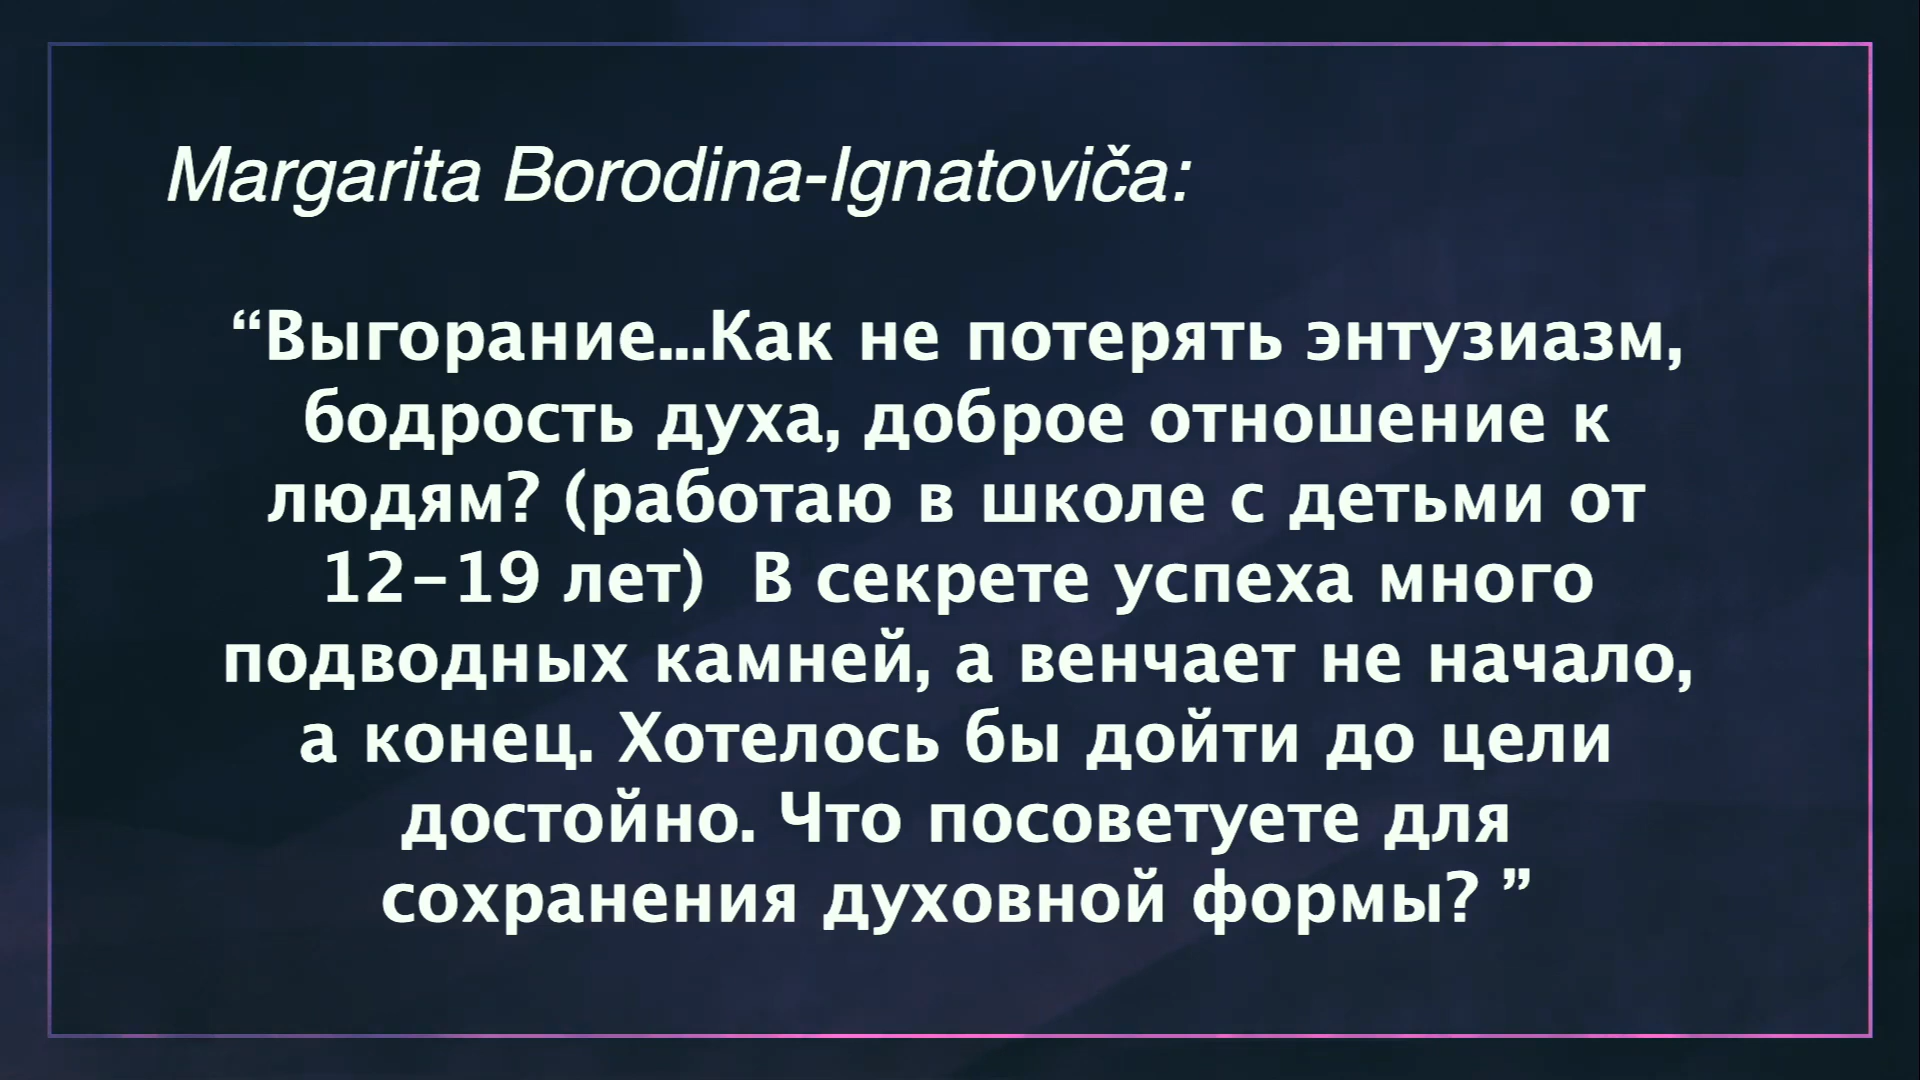 Margarita Borodina-Ignatoviča:
“Выгорание...Как не потерять энтузиазм,
бодрость духа, доброе отношение к
людям? (работаю в школе с детьми от
12-19 лет)  В секрете успеха много
подводных камней, а венчает не начало,
а конец. Хотелось бы дойти до цели
достойно. Что посоветуете для
сохранения духовной формы? ”